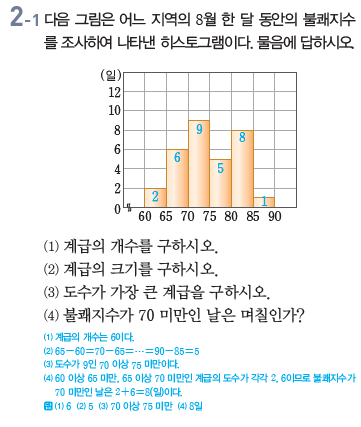 2-1 다음 그림은 어느 지역의 8월 한 달 동안의 불쾌지수
를 조사하여 나타낸 히스토그램이다. 물음에 답하시오.
(일)
12
10
8
6
4
2
0
2
6
9
5
8
1
60 65 70 75 80 85 90
(1) 계급의 개수를 구하시오.
(2) 계급의 크기를 구하시오.
(3) 도수가 가장 큰 계급을 구하시오.
(4) 불쾌지수가 70 미만인 날은 며칠인가?
(1) 계급의 개수는 6이다.
(2) 65-60=70-65=…=90-85=5
(3) 도수가 9인 70 이상 75 미만이다.
(4) 60 이상 65 미만, 65 이상 70 미만인 계급의 도수가 각각 2, 6이므로 불쾌지수가
70 미만인 날은 2+6=8(일)이다.
답 (1) 6 (2) 5 (3) 70 이상 75 미만 (4) 8일